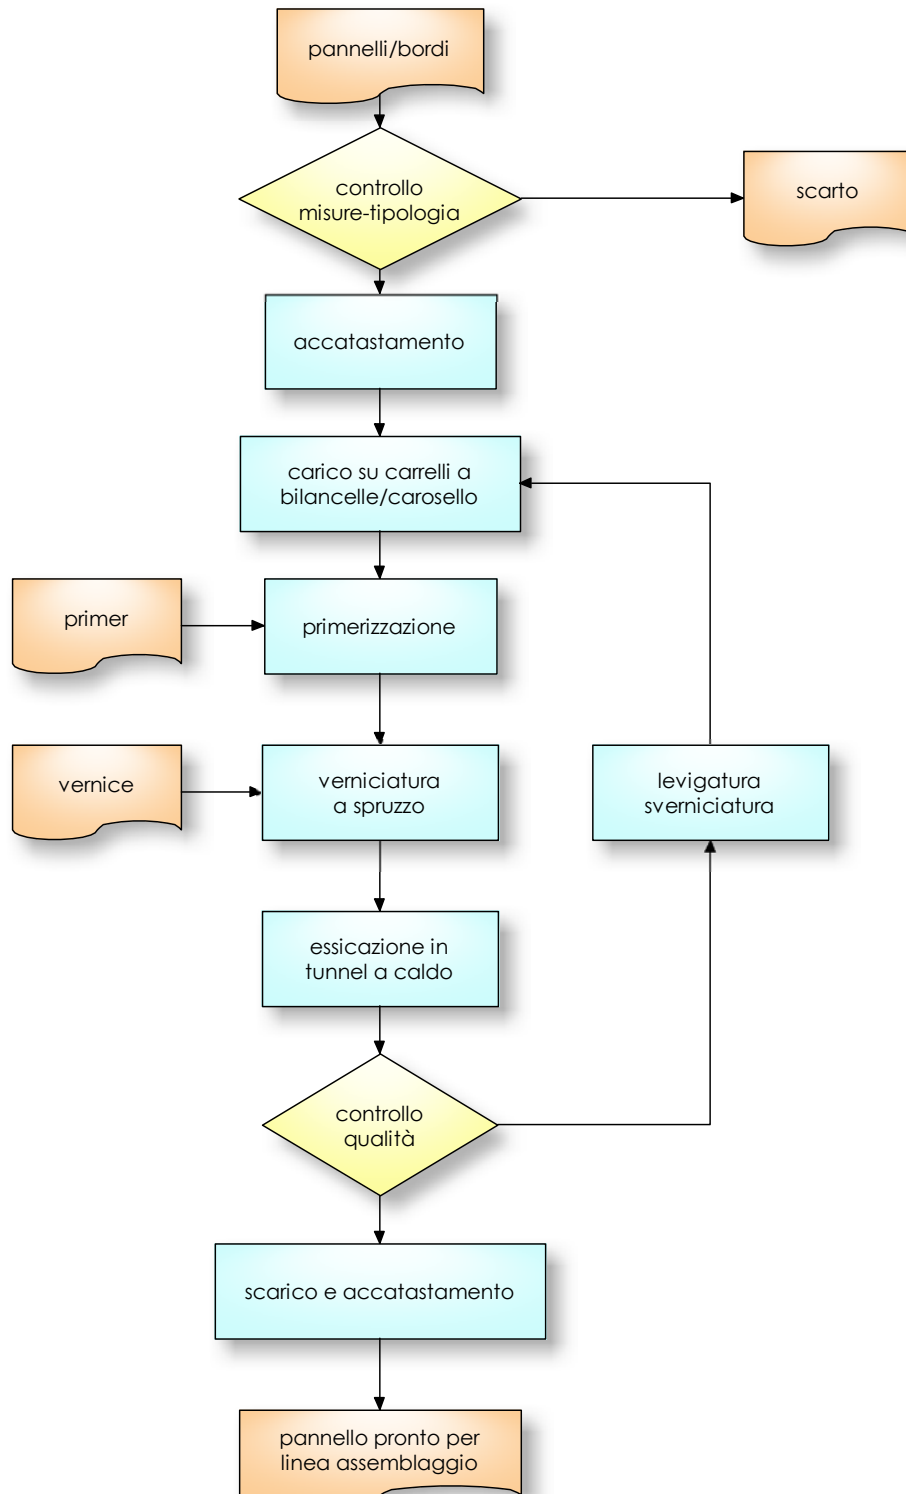 pannelli/bordi
controllo
misure-tipologia
scarto
accatastamento
carico su carrelli a
bilancelle/carosello
primer
primerizzazione
vernice
verniciatura
a spruzzo
levigatura
sverniciatura
essicazione in
tunnel a caldo
controllo
qualità
scarico e accatastamento
pannello pronto per
linea assemblaggio